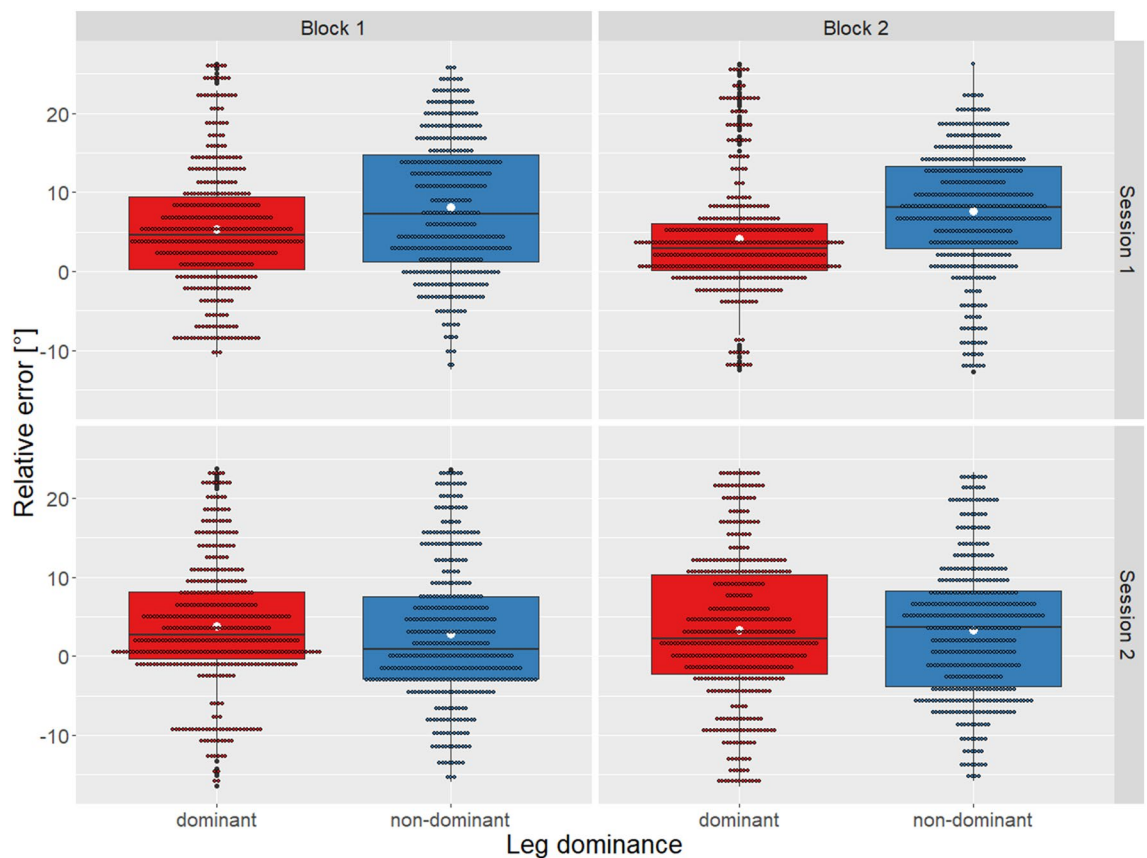 Block 1
Block 2
Relative error [°]
20
10
0
-10
Session 1
20
10
0
-10
Session 2
dominant
non-dominant
dominant
non-dominant
Leg dominance